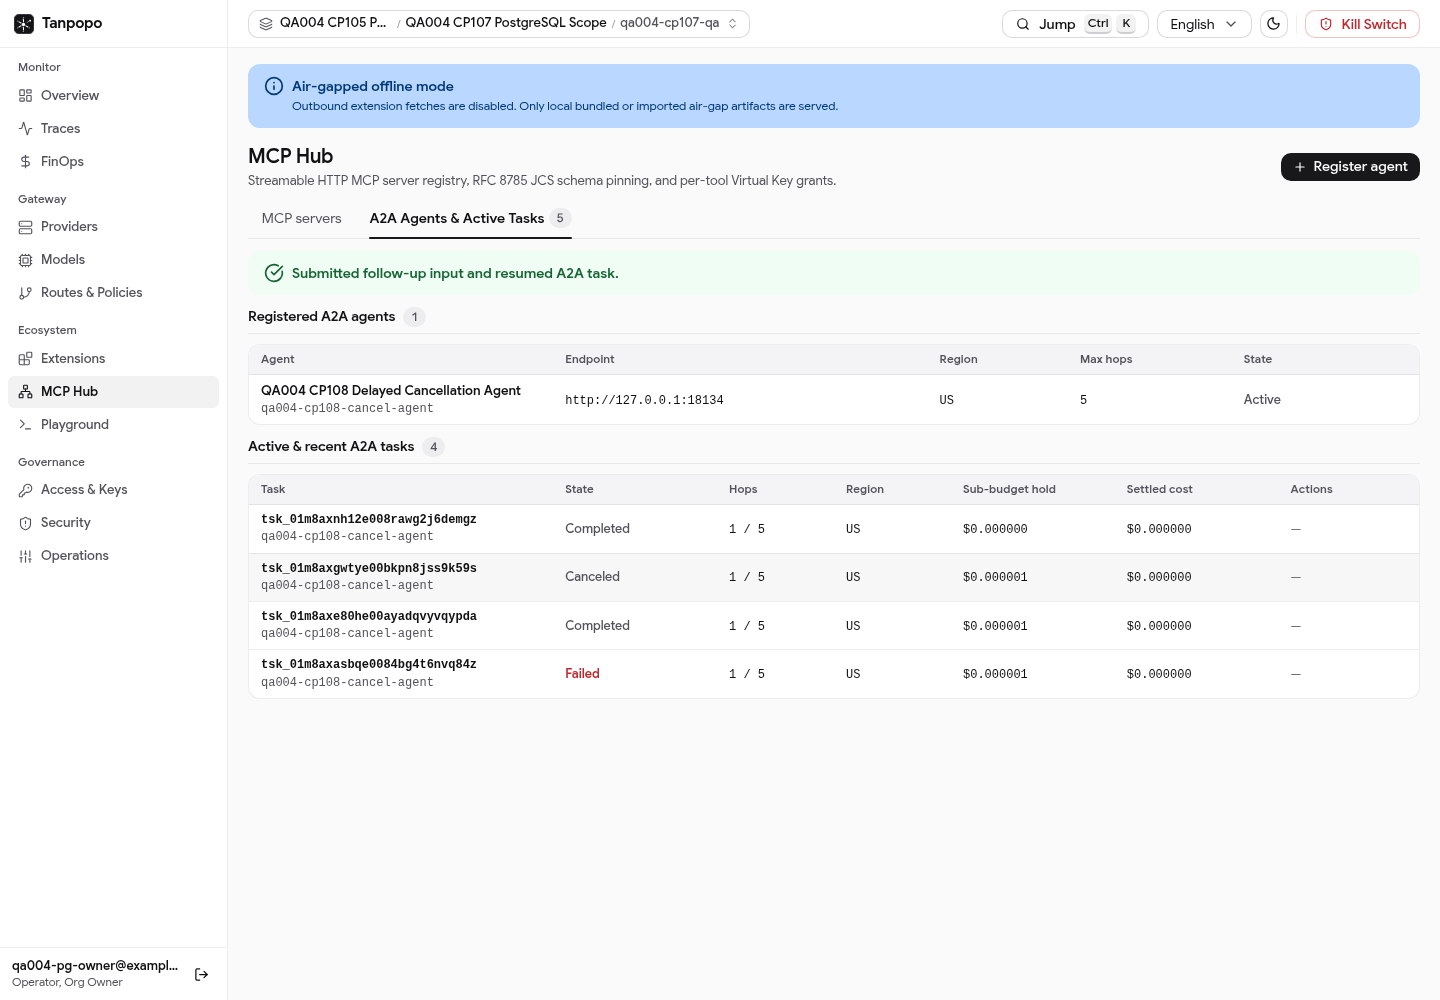 Tanpopo
QA004 CP105 P... / QA004 CP107 PostgreSQL Scope / qa004-cp107-qa
Jump Ctrl K
English
Kill Switch
Monitor
Overview
Traces
FinOps
Gateway
Providers
Models
Routes & Policies
Ecosystem
Extensions
MCP Hub
Playground
Governance
Access & Keys
Security
Operations
qa004-pg-owner@exampl...
Operator, Org Owner
Air-gapped offline mode
Outbound extension fetches are disabled. Only local bundled or imported air-gap artifacts are served.
MCP Hub
Streamable HTTP MCP server registry, RFC 8785 JCS schema pinning, and per-tool Virtual Key grants.
Register agent
MCP servers
A2A Agents & Active Tasks 5
Submitted follow-up input and resumed A2A task.
Registered A2A agents 1
Agent Endpoint Region Max hops State
QA004 CP108 Delayed Cancellation Agent
qa004-cp108-cancel-agent
http://127.0.0.1:18134 US 5 Active
Active & recent A2A tasks 4
Task State Hops Region Sub-budget hold Settled cost Actions
tsk_01m8axnh12e008rawg2j6demgz
qa004-cp108-cancel-agent
Completed 1 / 5 US $0.000000 $0.000000 —
tsk_01m8axgwtye00bkpn8jss9k59s
qa004-cp108-cancel-agent
Canceled 1 / 5 US $0.000001 $0.000000 —
tsk_01m8axe80he00ayadqvyvqypda
qa004-cp108-cancel-agent
Completed 1 / 5 US $0.000001 $0.000000 —
tsk_01m8axasbqe0084bg4t6nvq84z
qa004-cp108-cancel-agent
Failed 1 / 5 US $0.000001 $0.000000 —